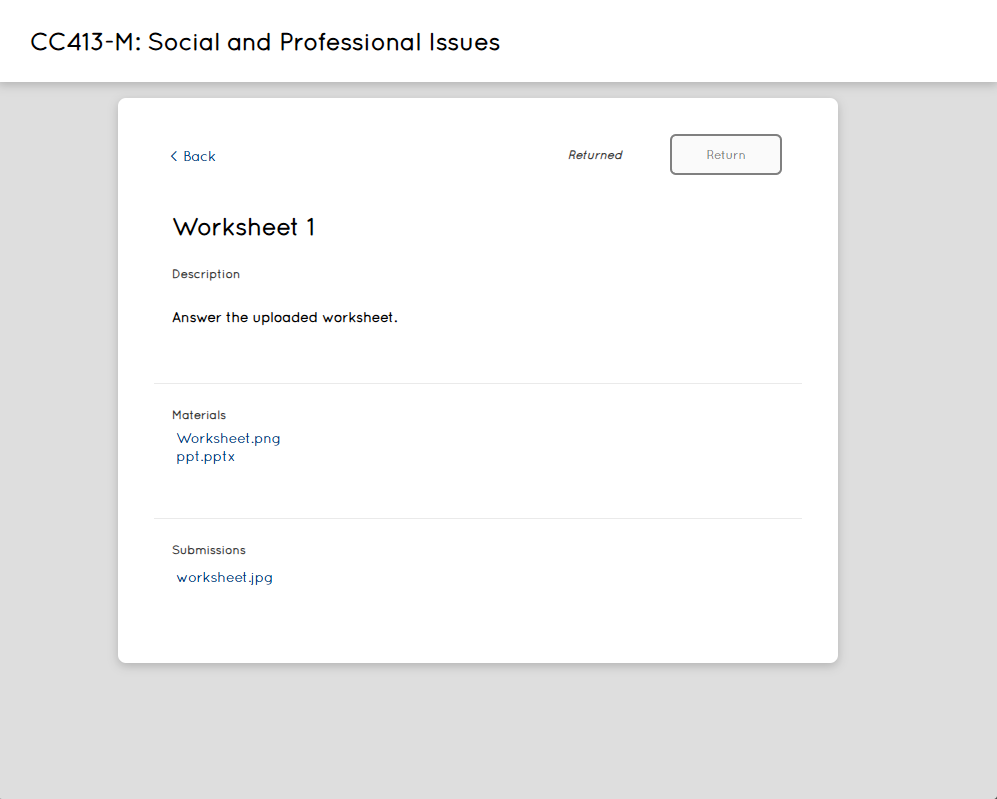 CC413-M: Social and Professional Issues
Back
Returned
Return
Worksheet 1
Description
Answer the uploaded worksheet.
Materials
Worksheet.png
ppt.pptx
Submissions
worksheet.jpg